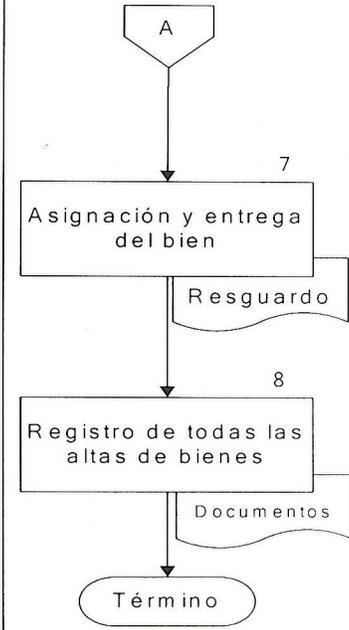 A
7
Asignación y entrega
del bien
Resguardo
8
Registro de todas las
altas de bienes
Documentos
Término